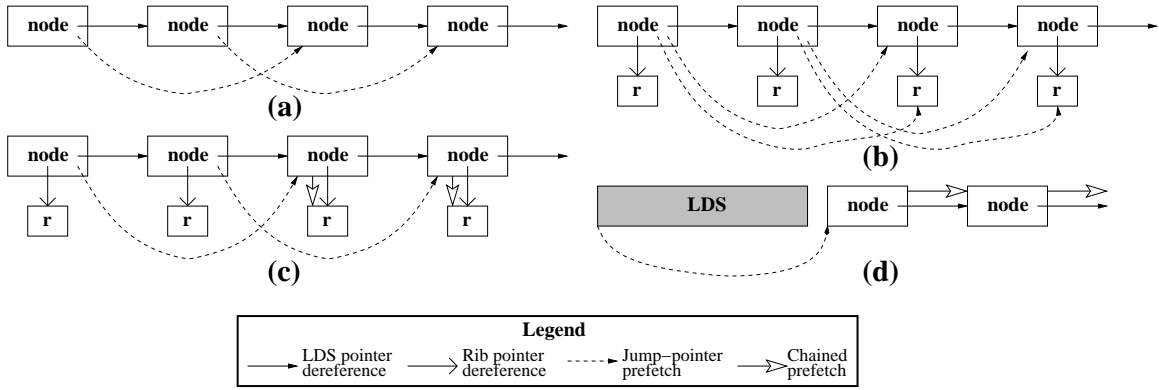 node node node node
(a)
node node node node
r r r r
(b)
node node node node
r r r r
(c)
LDS node node
(d)
Legend
LDS pointer
dereference
Rib pointer
dereference
Jump-pointer
prefetch
Chained
prefetch